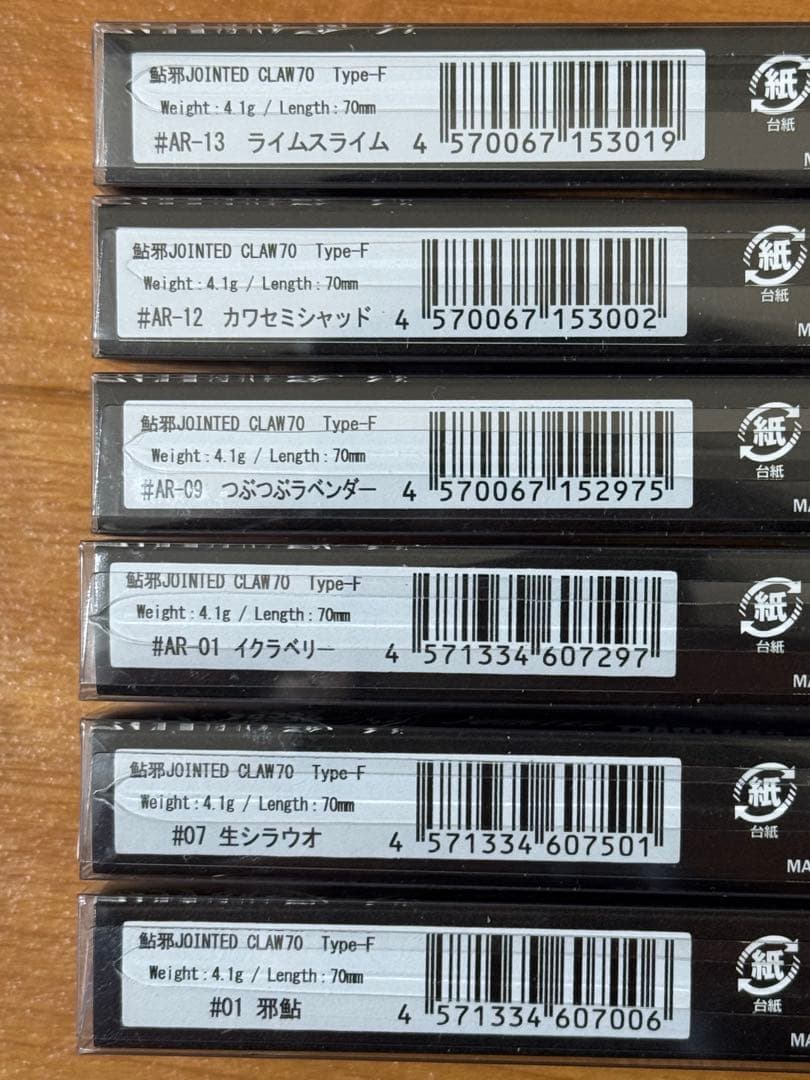 鮎邪JOINTED CLAW70 Type-F
Weight:4.1g / Length:70mm
#AR-13 ライムスライム
4 570067 153019
紙
台紙
M
鮎邪JOINTED CLAW70 Type-F
Weight:4.1g / Length:70mm
#AR-12 カワセミシャッド
4 570067 153002
紙
台紙
M
鮎邪JOINTED CLAW70 Type-F
Weight:4.1g / Length:70mm
#AR-09 つぶつぶラベンダー
4 570067 152975
紙
台紙
MA
鮎邪JOINTED CLAW70 Type-F
Weight:4.1g / Length:70mm
#AR-01 イクラベリー
4 571334 607297
紙
台紙
MA
鮎邪JOINTED CLAW70 Type-F
Weight:4.1g / Length:70mm
#07 生シラウオ
4 571334 607501
紙
台紙
MA
鮎邪JOINTED CLAW70 Type-F
Weight:4.1g / Length:70mm
#01 邪鮎
4 571334 607006
紙
台紙
MA